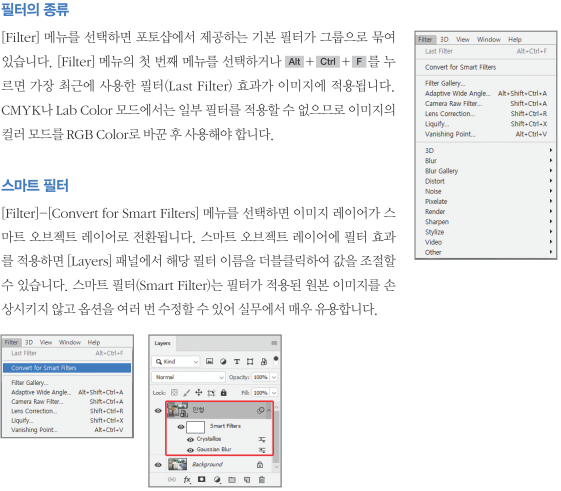 필터의 종류
[Filter] 메뉴를 선택하면 포토샵에서 제공하는 기본 필터가 그룹으로 묶여
있습니다. [Filter] 메뉴의 첫 번째 메뉴를 선택하거나 Alt + Ctrl + F 를 누
르면 가장 최근에 사용한 필터(Last Filter) 효과가 이미지에 적용됩니다.
CMYK나 Lab Color 모드에서는 일부 필터를 적용할 수 없으므로 이미지의
컬러 모드를 RGB Color로 바꾼 후 사용해야 합니다.
Filter 3D View Window Help
Last Filter Alt+Ctrl+F
Convert for Smart Filters
Filter Gallery...
Adaptive Wide Angle... Alt+Shift+Ctrl+A
Camera Raw Filter... Shift+Ctrl+A
Lens Correction... Shift+Ctrl+R
Liquify... Shift+Ctrl+X
Vanishing Point... Alt+Ctrl+V
3D
Blur
Blur Gallery
Distort
Noise
Pixelate
Render
Sharpen
Stylize
Video
Other
스마트 필터
[Filter]-[Convert for Smart Filters] 메뉴를 선택하면 이미지 레이어가 스
마트 오브젝트 레이어로 전환됩니다. 스마트 오브젝트 레이어에 필터 효과
를 적용하면 [Layers] 패널에서 해당 필터 이름을 더블클릭하여 값을 조절할
수 있습니다. 스마트 필터(Smart Filter)는 필터가 적용된 원본 이미지를 손
상시키지 않고 옵션을 여러 번 수정할 수 있어 실무에서 매우 유용합니다.
Filter 3D View Window Help
Last Filter Alt+Ctrl+F
Convert for Smart Filters
Filter Gallery...
Adaptive Wide Angle... Alt+Shift+Ctrl+A
Camera Raw Filter... Shift+Ctrl+A
Lens Correction... Shift+Ctrl+R
Liquify... Shift+Ctrl+X
Vanishing Point... Alt+Ctrl+V
Layers
Kind
Normal Opacity: 100%
Lock: Fill: 100%
인형
Smart Filters
Crystallize
Gaussian Blur
Background
fx